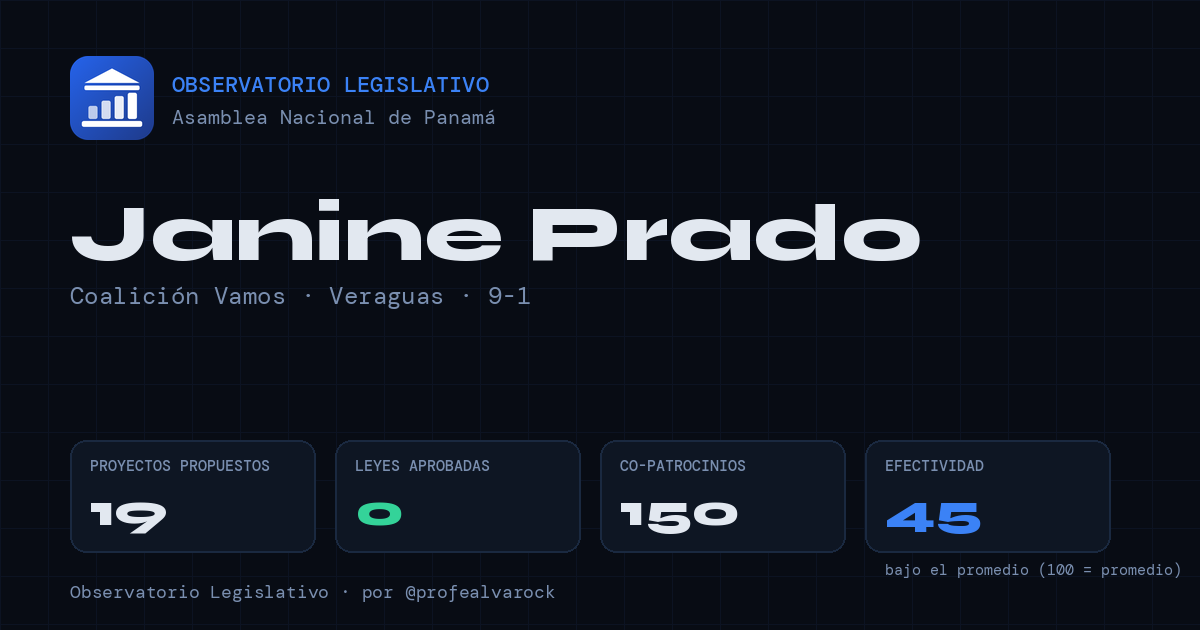 OBSERVATORIO LEGISLATIVO
Asamblea Nacional de Panamá
Janine Prado
Coalición Vamos · Veraguas · 9-1
PROYECTOS PROPUESTOS
19
LEYES APROBADAS
0
CO-PATROCINIOS
150
EFECTIVIDAD
45
bajo el promedio (100 = promedio)
Observatorio Legislativo · por @profealvarock